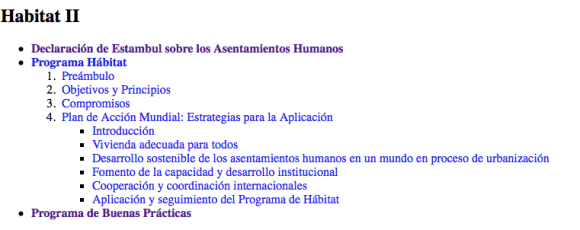 Habitat II
Declaración de Estambul sobre los Asentamientos Humanos
Programa Hábitat
1. Preámbulo
2. Objetivos y Principios
3. Compromisos
4. Plan de Acción Mundial: Estrategias para la Aplicación
Introducción
Vivienda adecuada para todos
Desarrollo sostenible de los asentamientos humanos en un mundo en proceso de urbanización
Fomento de la capacidad y desarrollo institucional
Cooperación y coordinación internacionales
Aplicación y seguimiento del Programa de Hábitat
Programa de Buenas Prácticas